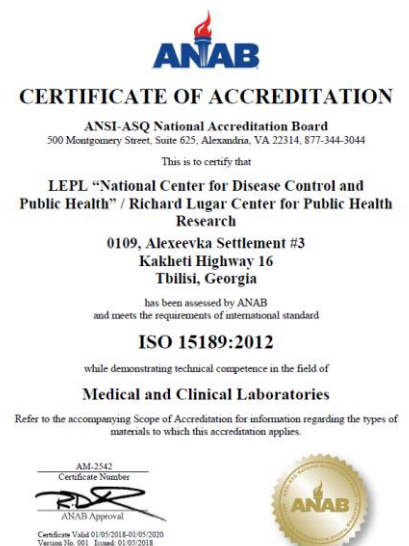 ANAB
CERTIFICATE OF ACCREDITATION
ANSI-ASQ National Accreditation Board
500 Montgomery Street, Suite 625, Alexandria, VA 22314, 877-344-3044
This is to certify that
LEPL “National Center for Disease Control and
Public Health” / Richard Lugar Center for Public Health
Research
0109, Alexeevka Settlement #3
Kakheti Highway 16
Tbilisi, Georgia
has been assessed by ANAB
and meets the requirements of international standard
ISO 15189:2012
while demonstrating technical competence in the field of
Medical and Clinical Laboratories
Refer to the accompanying Scope of Accreditation for information regarding the types of
materials to which this accreditation applies.
AM-2542
Certificate Number
ANAB Approval
Certificate Valid 01/05/2018-01/05/2020
Version No. 001 Issued: 01/05/2018
ANAB